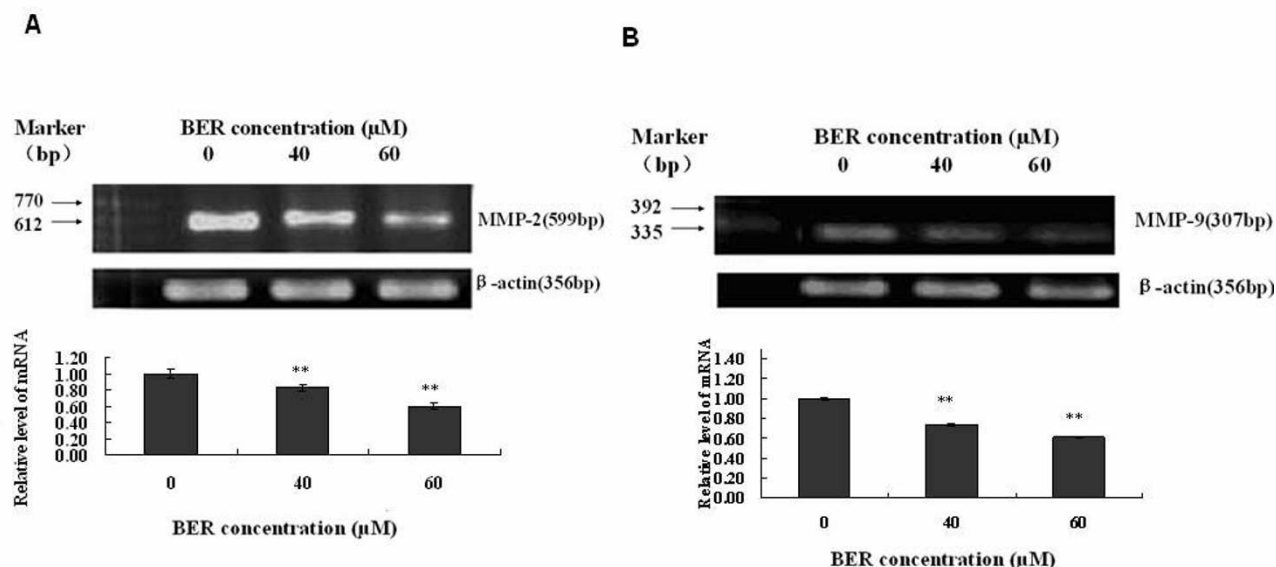 A
BER concentration (μM)
Marker
(bp)
0 40 60
770
612
MMP-2(599bp)
β-actin(356bp)
Relative level of mRNA
1.20
1.00
0.80
0.60
0.40
0.20
0.00
**
**
0 40 60
BER concentration (μM)
B
BER concentration (μM)
Marker
(bp)
0 40 60
392
335
MMP-9(307bp)
β-actin(356bp)
Relative level of mRNA
1.40
1.20
1.00
0.80
0.60
0.40
0.20
0.00
**
**
0 40 60
BER concentration (μM)